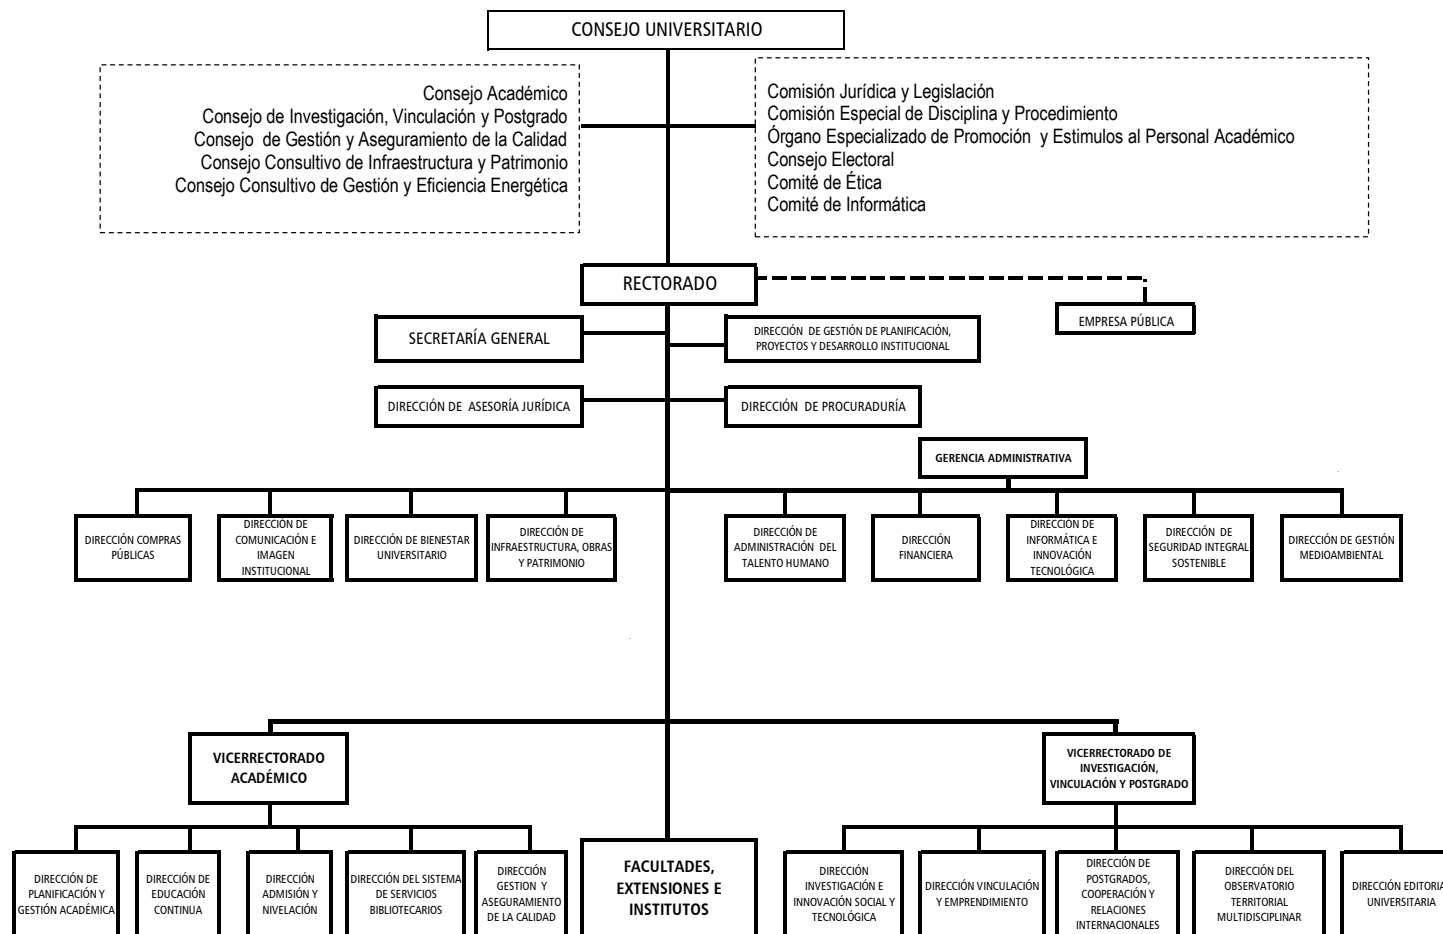 CONSEJO UNIVERSITARIO
Consejo Académico
Consejo de Investigación, Vinculación y Postgrado
Consejo de Gestión y Aseguramiento de la Calidad
Consejo Consultivo de Infraestructura y Patrimonio
Consejo Consultivo de Gestión y Eficiencia Energética
Comisión Jurídica y Legislación
Comisión Especial de Disciplina y Procedimiento
Órgano Especializado de Promoción y Estimulos al Personal Académico
Consejo Electoral
Comité de Ética
Comité de Informática
RECTORADO
EMPRESA PÚBLICA
SECRETARÍA GENERAL
DIRECCIÓN DE GESTIÓN DE PLANIFICACIÓN,
PROYECTOS Y DESARROLLO INSTITUCIONAL
DIRECCIÓN DE ASESORÍA JURÍDICA
DIRECCIÓN DE PROCURADURÍA
GERENCIA ADMINISTRATIVA
DIRECCIÓN COMPRAS
PÚBLICAS
DIRECCIÓN DE
COMUNICACIÓN E
IMAGEN
INSTITUCIONAL
DIRECCIÓN DE BIENESTAR
UNIVERSITARIO
DIRECCIÓN DE
INFRAESTRUCTURA, OBRAS
Y PATRIMONIO
DIRECCIÓN DE
ADMINISTRACIÓN DEL
TALENTO HUMANO
DIRECCIÓN
FINANCIERA
DIRECCIÓN DE
INFORMÁTICA E
INNOVACIÓN
TECNOLÓGICA
DIRECCIÓN DE
SEGURIDAD INTEGRAL
SOSTENIBLE
DIRECCIÓN DE GESTIÓN
MEDIOAMBIENTAL
VICERRECTORADO
ACADÉMICO
VICERRECTORADO DE
INVESTIGACIÓN,
VINCULACIÓN Y POSTGRADO
DIRECCIÓN DE
PLANIFICACIÓN Y
GESTIÓN ACADÉMICA
DIRECCIÓN DE
EDUCACIÓN
CONTINUA
DIRECCIÓN
ADMISIÓN Y
NIVELACIÓN
DIRECCIÓN DEL SISTEMA
DE SERVICIOS
BIBLIOTECARIOS
DIRECCIÓN
GESTION Y
ASEGURAMIENTO
DE LA CALIDAD
FACULTADES,
EXTENSIONES E
INSTITUTOS
DIRECCIÓN
INVESTIGACIÓN E
INNOVACIÓN SOCIAL Y
TECNOLÓGICA
DIRECCIÓN VINCULACIÓN
Y EMPRENDIMIENTO
DIRECCIÓN DE
POSTGRADOS,
COOPERACIÓN Y
RELACIONES
INTERNACIONALES
DIRECCIÓN DEL
OBSERVATORIO
TERRITORIAL
MULTIDISCIPLINAR
DIRECCIÓN EDITORIA
UNIVERSITARIA